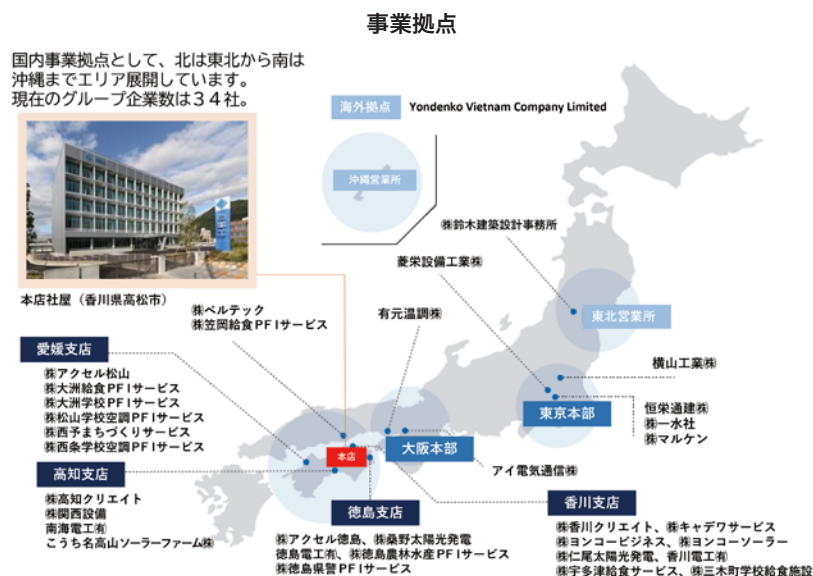 事業拠点
国内事業拠点として、北は東北から南は
沖縄までエリア展開しています。
現在のグループ企業数は３４社。
本店社屋（香川県高松市）
海外拠点 Yondenko Vietnam Company Limited
沖縄営業所
㈱鈴木建築設計事務所
菱栄設備工業㈱
東北営業所
㈱ベルテック
㈱笠岡給食PFIサービス
有元温調㈱
横山工業㈱
恒栄通建㈱
㈱一水社
㈱マルケン
東京本部
大阪本部
アイ電気通信㈱
本店
愛媛支店
㈱アクセル松山
㈱大洲給食PFIサービス
㈱大洲学校PFIサービス
㈱松山学校空調PFIサービス
㈱西予まちづくりサービス
㈱西条学校空調PFIサービス
高知支店
㈱高知クリエイト
㈱関西設備
南海電工㈲
こうち名高山ソーラーファーム㈱
徳島支店
㈱アクセル徳島、㈱桑野太陽光発電
徳島電工㈲、㈱徳島農林水産PFIサービス
㈱徳島県警PFIサービス
香川支店
㈱香川クリエイト、㈱キャデワサービス
㈱ヨンコービジネス、㈱ヨンコーソーラー
㈱仁尾太陽光発電、香川電工㈲
㈱宇多津給食サービス、㈱三木町学校給食施設